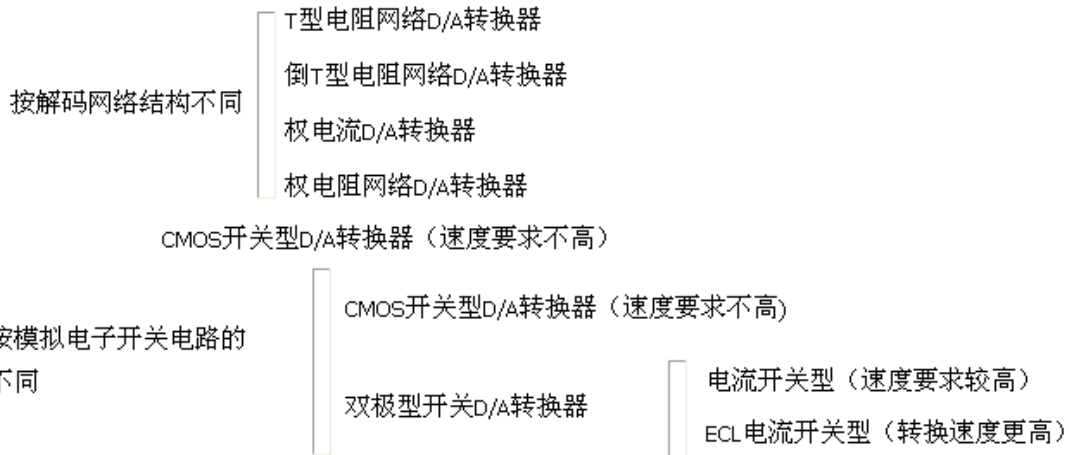 T型电阻网络D/A转换器
倒T型电阻网络D/A转换器
按解码网络结构不同
权电流D/A转换器
权电阻网络D/A转换器
CMOS开关型D/A转换器（速度要求不高）
CMOS开关型D/A转换器（速度要求不高)
按模拟电子开关电路的
不同
双极型开关D/A转换器
电流开关型（速度要求较高）
ECL电流开关型（转换速度更高）